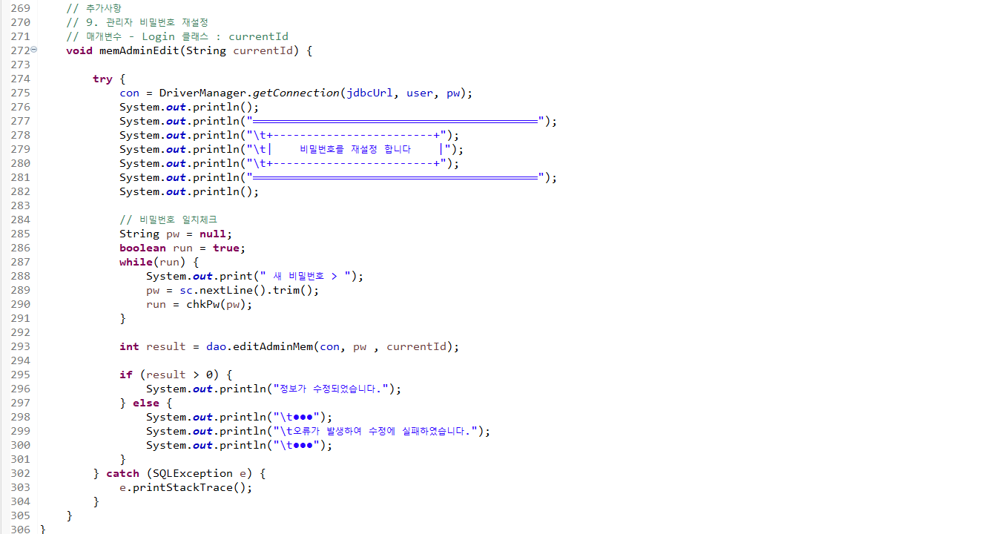 269 // 추가사항
270 // 9. 관리자 비밀번호 재설정
271 // 매개변수 - Login 클래스 : currentId
272 void memAdminEdit(String currentId) {
273
274 try {
275 con = DriverManager.getConnection(jdbcUrl, user, pw);
276 System.out.println();
277 System.out.println("════════════════════════════════");
278 System.out.println("\t+------------------------+");
279 System.out.println("\t|    비밀번호를 재설정 합니다    |");
280 System.out.println("\t+------------------------+");
281 System.out.println("════════════════════════════════");
282 System.out.println();
283
284 // 비밀번호 일치체크
285 String pw = null;
286 boolean run = true;
287 while(run) {
288 System.out.print(" 새 비밀번호 > ");
289 pw = sc.nextLine().trim();
290 run = chkPw(pw);
291 }
292
293 int result = dao.editAdminMem(con, pw , currentId);
294
295 if (result > 0) {
296 System.out.println("정보가 수정되었습니다.");
297 } else {
298 System.out.println("\t●●●");
299 System.out.println("\t오류가 발생하여 수정에 실패하였습니다.");
300 System.out.println("\t●●●");
301 }
302 } catch (SQLException e) {
303 e.printStackTrace();
304 }
305 }
306 }